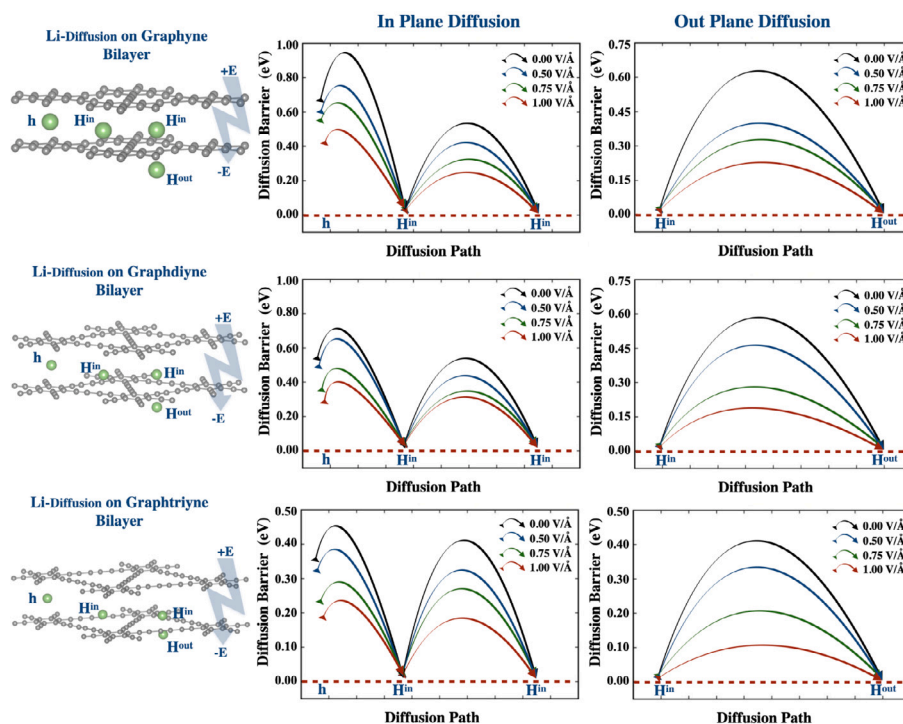 In Plane Diffusion
Out Plane Diffusion
Li-Diffusion on Graphyne
Bilayer
+E
h
Hin
Hin
Hout
-E
Diffusion Barrier (eV)
1.00
0.80
0.60
0.40
0.20
0.00
0.00 V/Å
0.50 V/Å
0.75 V/Å
1.00 V/Å
h
Hin
Hin
Diffusion Path
Diffusion Barrier (eV)
0.75
0.60
0.45
0.30
0.15
0.00
0.00 V/Å
0.50 V/Å
0.75 V/Å
1.00 V/Å
Hin
Hout
Diffusion Path
Li-Diffusion on Graphdiyne
Bilayer
+E
h
Hin
Hin
Hout
-E
Diffusion Barrier (eV)
1.00
0.80
0.60
0.40
0.20
0.00
0.00 V/Å
0.50 V/Å
0.75 V/Å
1.00 V/Å
h
Hin
Hin
Diffusion Path
Diffusion Barrier (eV)
0.75
0.60
0.45
0.30
0.15
0.00
0.00 V/Å
0.50 V/Å
0.75 V/Å
1.00 V/Å
Hin
Hout
Diffusion Path
Li-Diffusion on Graphtriyne
Bilayer
+E
h
Hin
Hin
Hout
-E
Diffusion Barrier (eV)
0.50
0.40
0.30
0.20
0.10
0.00
0.00 V/Å
0.50 V/Å
0.75 V/Å
1.00 V/Å
h
Hin
Hin
Diffusion Path
Diffusion Barrier (eV)
0.50
0.40
0.30
0.20
0.10
0.00
0.00 V/Å
0.50 V/Å
0.75 V/Å
1.00 V/Å
Hin
Hout
Diffusion Path